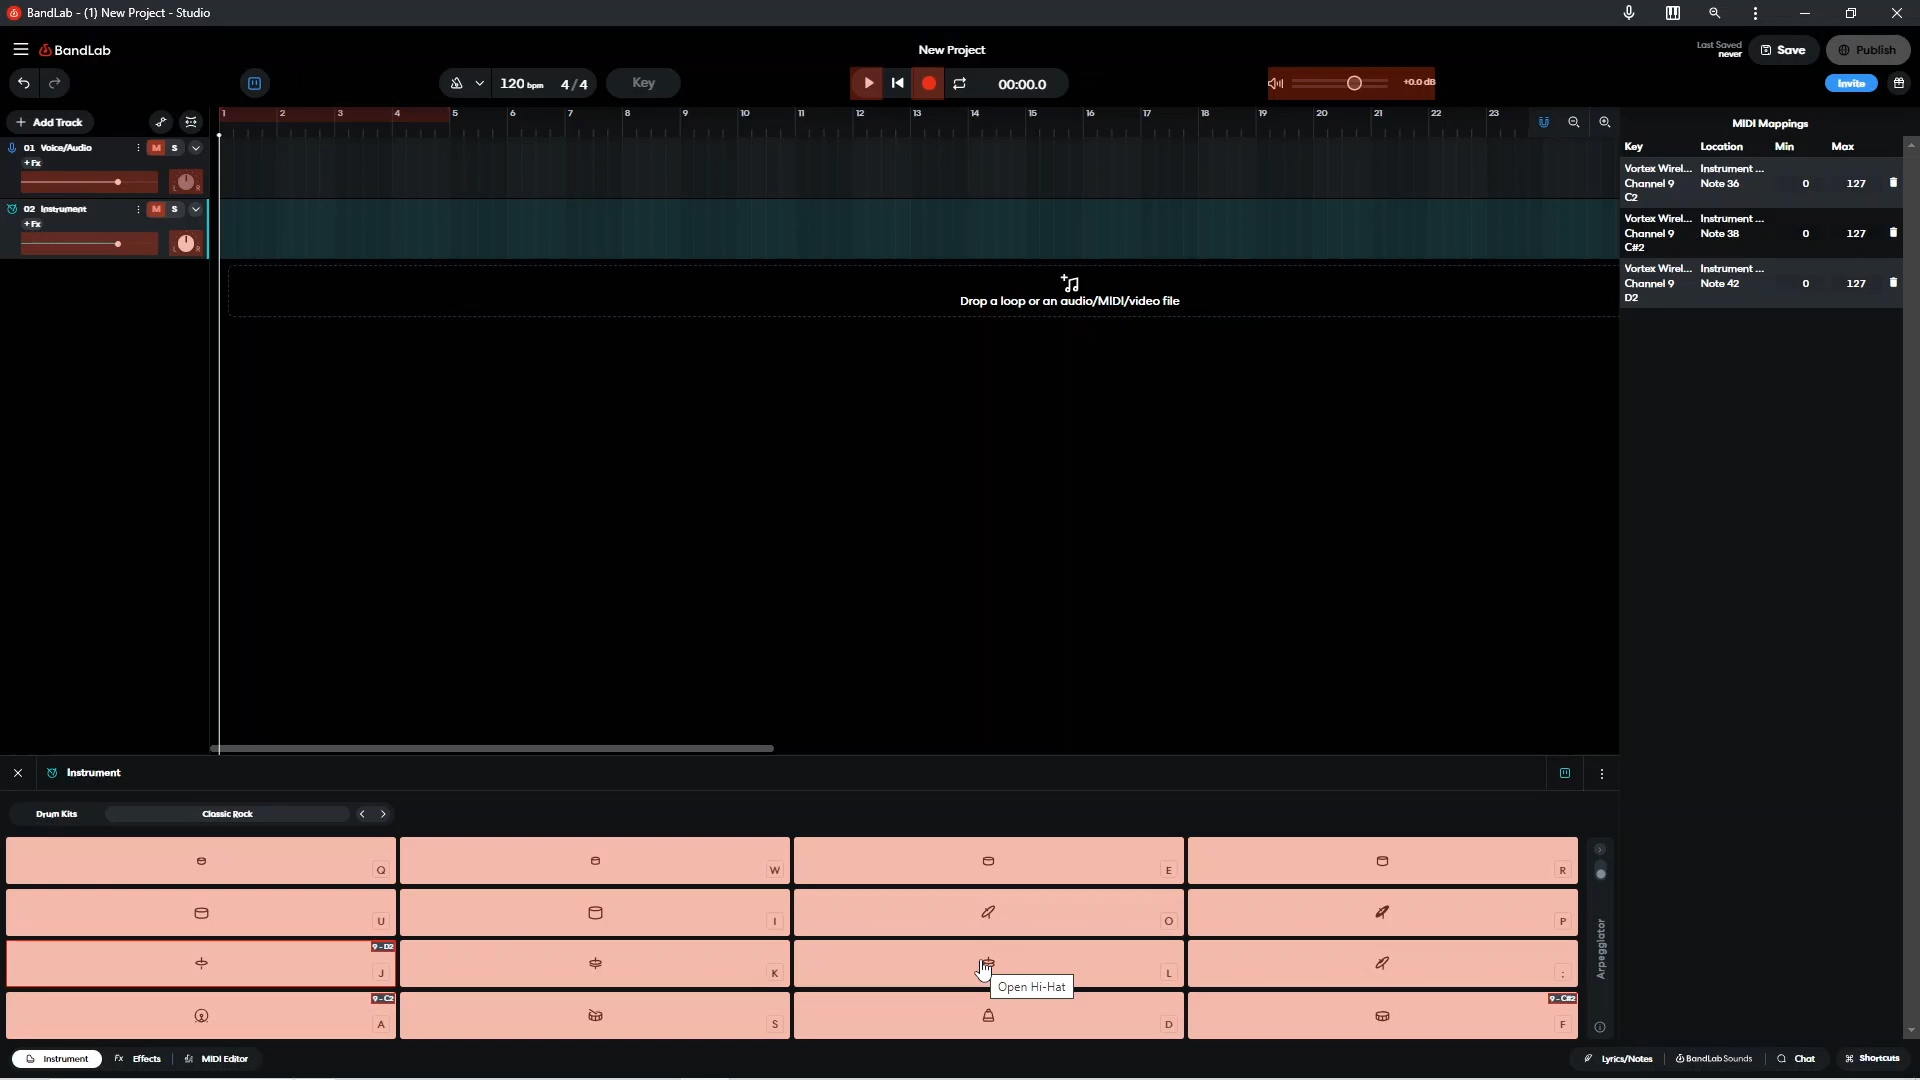 BandLab - (1) New Project - Studio
BandLab
New Project
Last Saved
never
Save
Publish
120 bpm
4/4
Key
00:00.0
+0.0 dB
Invite
+ Add Track
1 2 3 4 5 6 7 8 9 10 11 12 13 14 15 16 17 18 19 20 21 22 23
MIDI Mappings
Key Location Min Max
01 Voice/Audio M S
+Fx
L R
02 Instrument M S
+Fx
L R
Vortex Wirel... Instrument ...
Channel 9 Note 36 0 127
C2
Vortex Wirel... Instrument ...
Channel 9 Note 38 0 127
C#2
Vortex Wirel... Instrument ...
Channel 9 Note 42 0 127
D2
Drop a loop or an audio/MIDI/video file
Instrument
Drum Kits
Classic Rock
Q W E R
U I O P
9 - D2
J K L ;
Open Hi-Hat
9 - C2 9 - C#2
A S D F
Arpeggiator
Instrument
Fx Effects
MIDI Editor
Lyrics/Notes
BandLab Sounds
Chat
Shortcuts